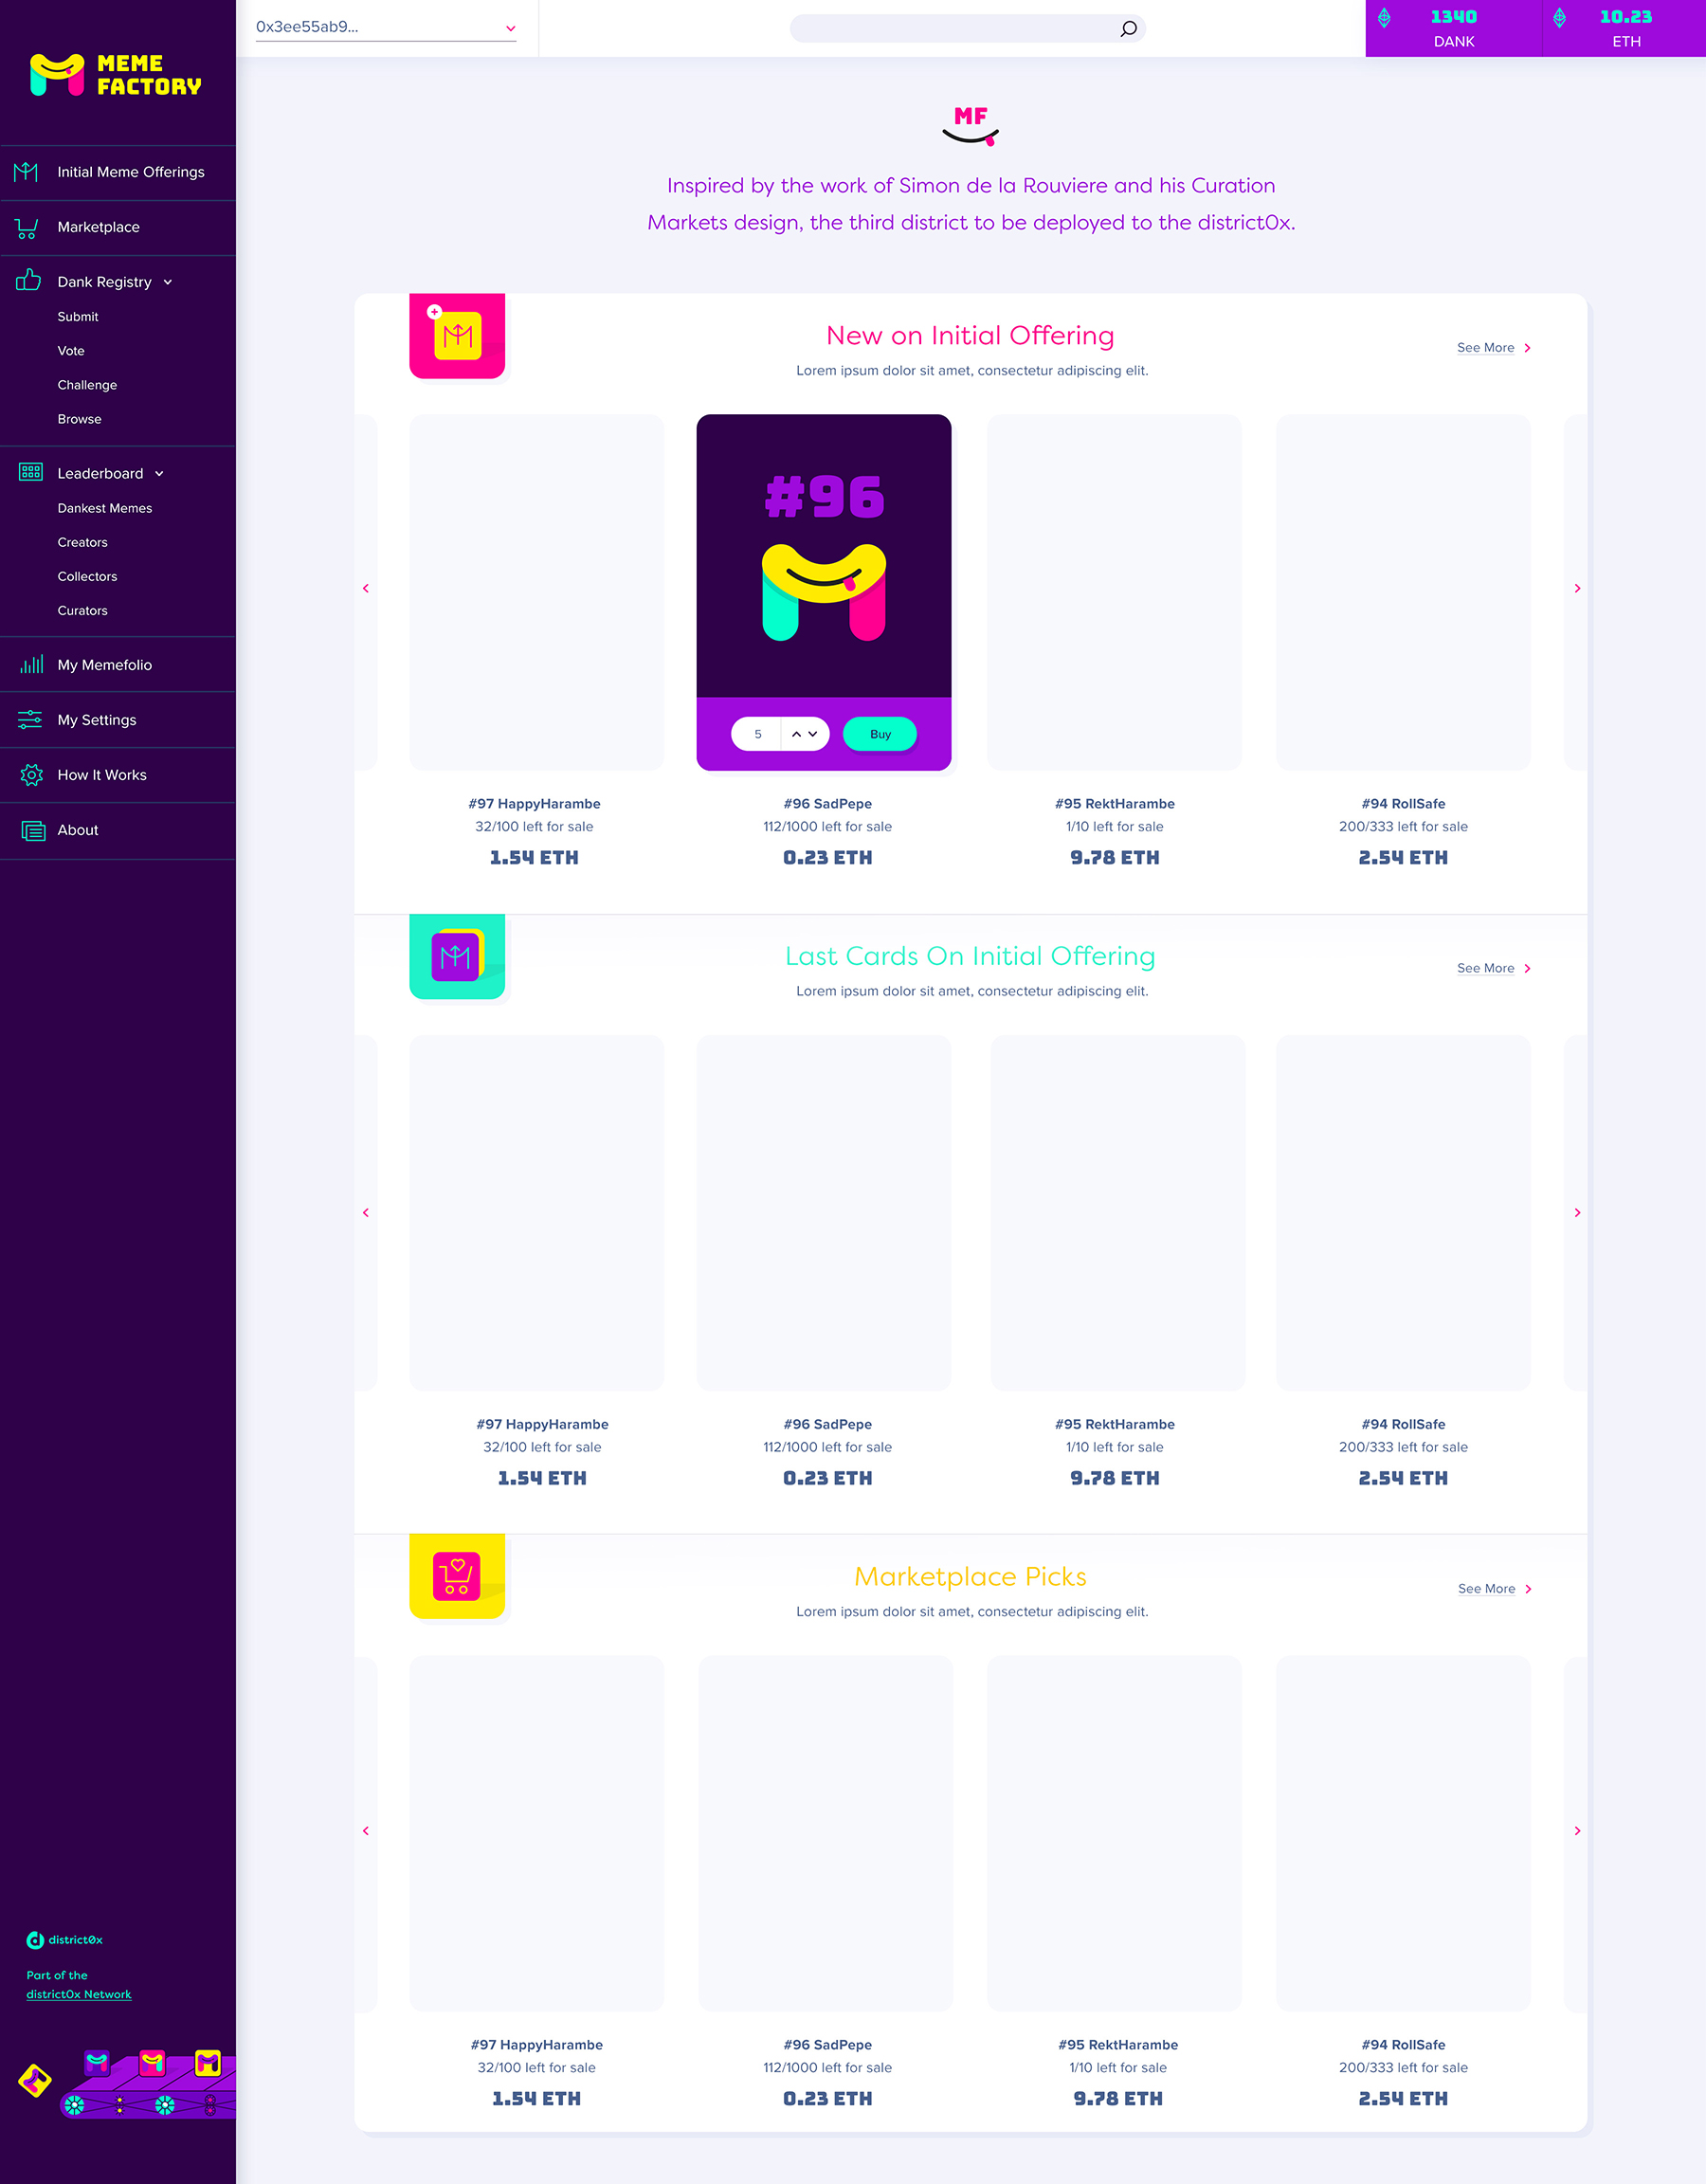 MEME
FACTORY
Initial Meme Offerings
Marketplace
Dank Registry
Submit
Vote
Challenge
Browse
Leaderboard
Dankest Memes
Creators
Collectors
Curators
My Memefolio
My Settings
How It Works
About
district0x
Part of the
district0x Network
0x3ee55ab9...
1340
DANK
10.23
ETH
MF
Inspired by the work of Simon de la Rouviere and his Curation
Markets design, the third district to be deployed to the district0x.
New on Initial Offering
Lorem ipsum dolor sit amet, consectetur adipiscing elit.
See More
#96
5
Buy
#97 HappyHarambe
32/100 left for sale
1.54 ETH
#96 SadPepe
112/1000 left for sale
0.23 ETH
#95 RektHarambe
1/10 left for sale
9.78 ETH
#94 RollSafe
200/333 left for sale
2.54 ETH
Last Cards On Initial Offering
Lorem ipsum dolor sit amet, consectetur adipiscing elit.
See More
#97 HappyHarambe
32/100 left for sale
1.54 ETH
#96 SadPepe
112/1000 left for sale
0.23 ETH
#95 RektHarambe
1/10 left for sale
9.78 ETH
#94 RollSafe
200/333 left for sale
2.54 ETH
Marketplace Picks
Lorem ipsum dolor sit amet, consectetur adipiscing elit.
See More
#97 HappyHarambe
32/100 left for sale
1.54 ETH
#96 SadPepe
112/1000 left for sale
0.23 ETH
#95 RektHarambe
1/10 left for sale
9.78 ETH
#94 RollSafe
200/333 left for sale
2.54 ETH